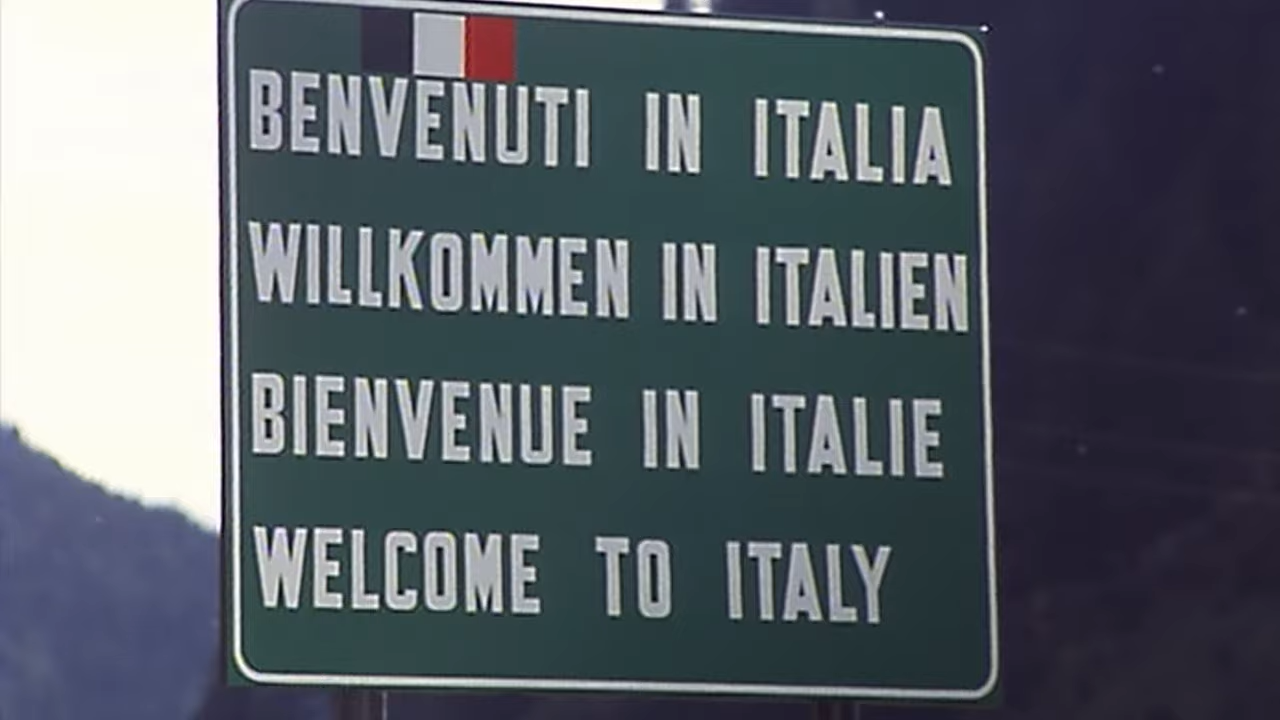 BENVENUTI IN ITALIA
WILLKOMMEN IN ITALIEN
BIENVENUE IN ITALIE
WELCOME TO ITALY